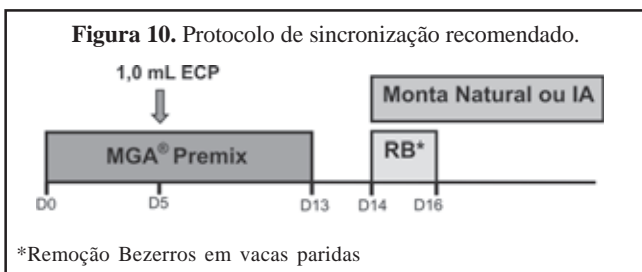 Figura 10. Protocolo de sincronização recomendado.
1,0 mL ECP
Monta Natural ou IA
MGA® Premix
RB*
D0 D5 D13 D14 D16
*Remoção Bezerros em vacas paridas